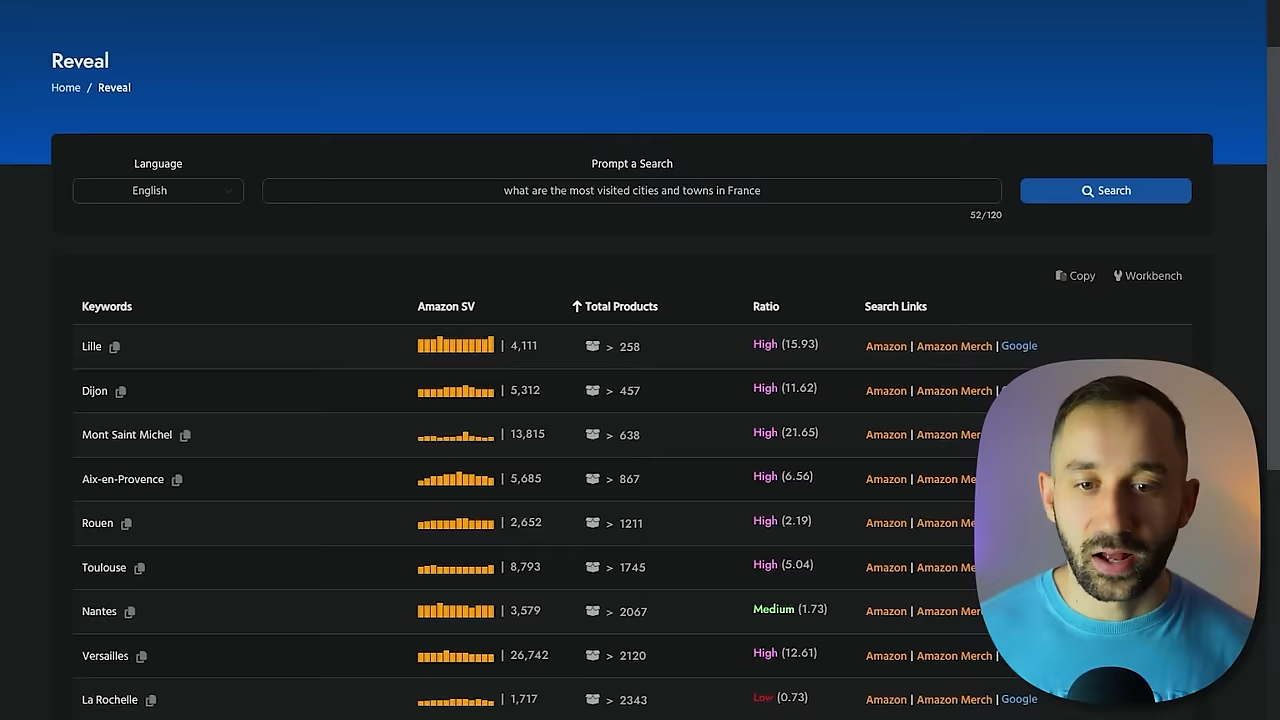 Reveal
Home / Reveal
Language
Prompt a Search
English
what are the most visited cities and towns in France
Search
52/120
Copy Workbench
Keywords Amazon SV Total Products Ratio Search Links
Lille | 4,111 > 258 High (15.93) Amazon | Amazon Merch | Google
Dijon | 5,312 > 457 High (11.62) Amazon | Amazon Merch |
Mont Saint Michel | 13,815 > 638 High (21.65) Amazon | Amazon
Aix-en-Provence | 5,685 > 867 High (6.56) Amazon | Amazon
Rouen | 2,652 > 1211 High (2.19) Amazon | Amazon
Toulouse | 8,793 > 1745 High (5.04) Amazon | Amazon
Nantes | 3,579 > 2067 Medium (1.73) Amazon | Amazon
Versailles | 26,742 > 2120 High (12.61) Amazon | Amazon Merch |
La Rochelle | 1,717 > 2343 Low (0.73) Amazon | Amazon Merch | Google